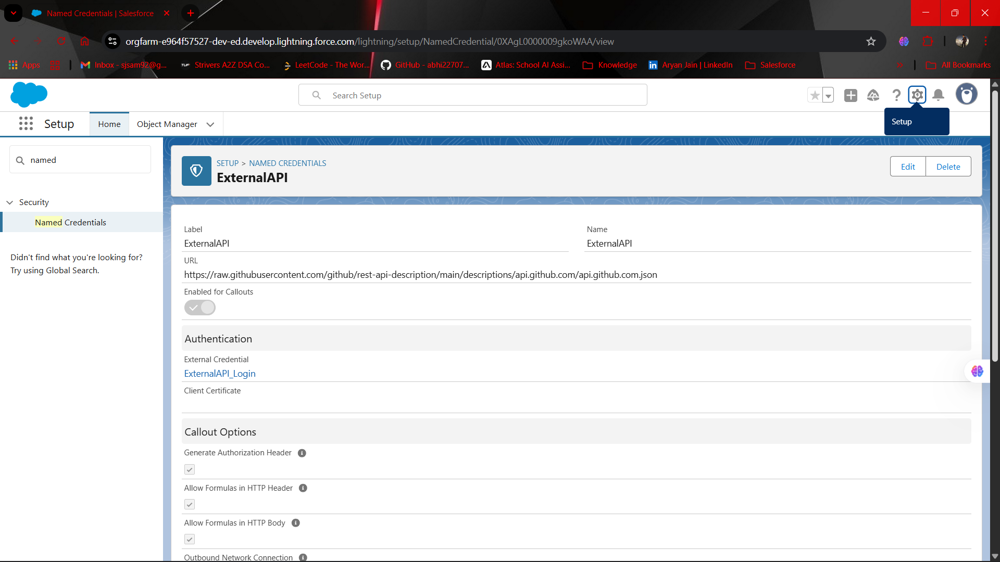 Named Credentials | Salesforce
orgfarm-e964f57527-dev-ed.develop.lightning.force.com/lightning/setup/NamedCredential/0XAgL0000009gkoWAA/view
Apps
Inbox - sjsam92@g...
TUF
Strivers A2Z DSA Co...
LeetCode - The Wor...
GitHub - abhi22707...
Atlas: School AI Assi...
Knowledge
in
Aryan Jain | LinkedIn
Salesforce
»
All Bookmarks
Search Setup
Setup
Home
Object Manager
Setup
named
SETUP > NAMED CREDENTIALS
ExternalAPI
Edit
Delete
Security
Named Credentials
Didn't find what you're looking for?
Try using Global Search.
Label
ExternalAPI
Name
ExternalAPI
URL
https://raw.githubusercontent.com/github/rest-api-description/main/descriptions/api.github.com/api.github.com.json
Enabled for Callouts
Authentication
External Credential
ExternalAPI_Login
Client Certificate
Callout Options
Generate Authorization Header
Allow Formulas in HTTP Header
Allow Formulas in HTTP Body
Outbound Network Connection